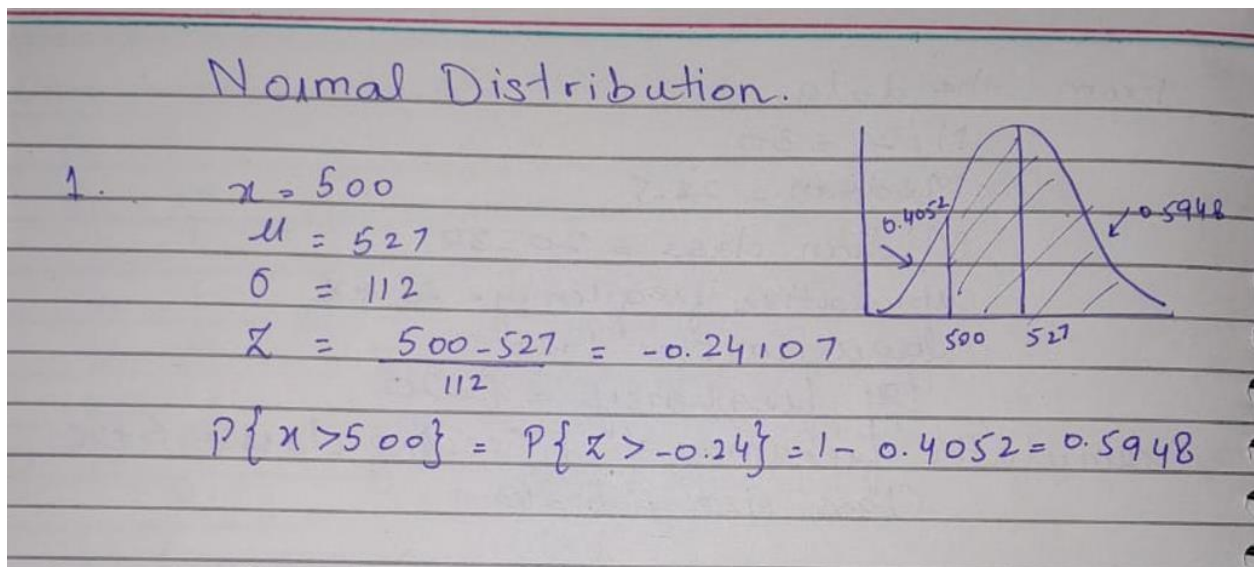 Normal Distribution.
1. x = 500
μ = 527
σ = 112
Z = 500-527 = -0.24107
112
P{x>500} = P{Z>-0.24} = 1- 0.4052 = 0.5948
0.4052
0.5948
500 527